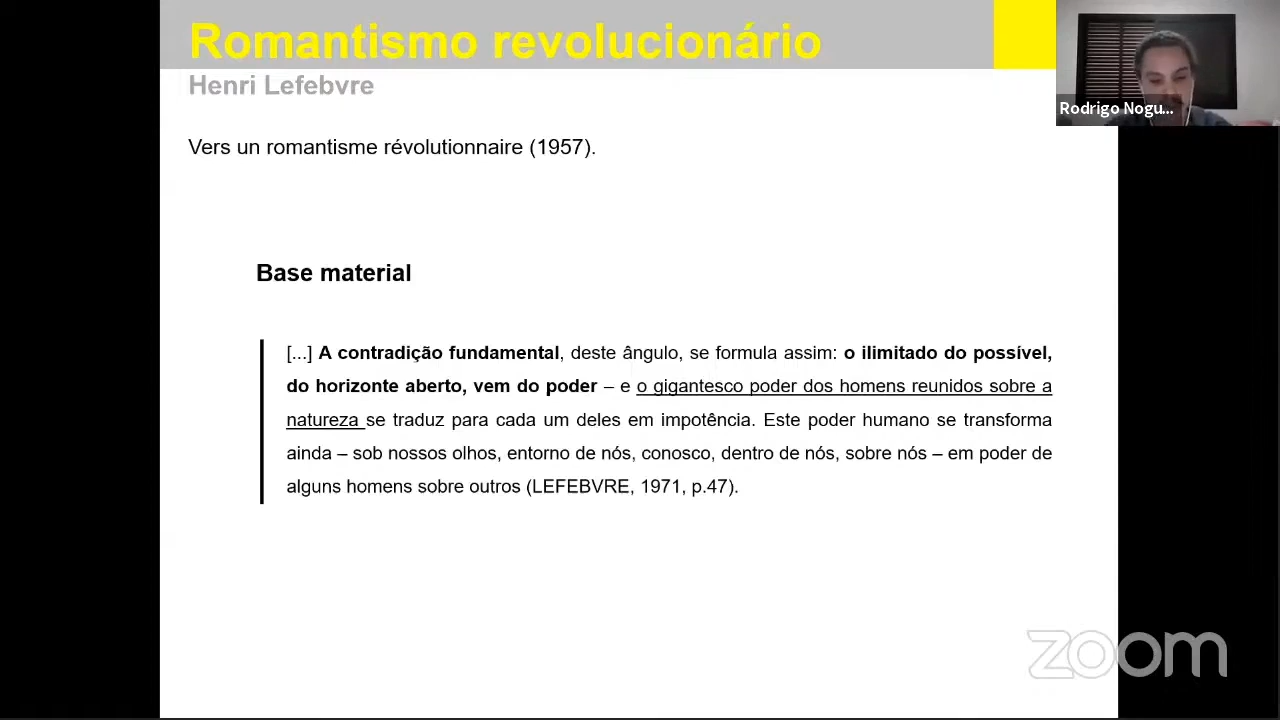 Romantismo revolucionário
Henri Lefebvre
Rodrigo Nogu...
Vers un romantisme révolutionnaire (1957).
Base material
[...] A contradição fundamental, deste ângulo, se formula assim: o ilimitado do possível,
do horizonte aberto, vem do poder – e o gigantesco poder dos homens reunidos sobre a
natureza se traduz para cada um deles em impotência. Este poder humano se transforma
ainda – sob nossos olhos, entorno de nós, conosco, dentro de nós, sobre nós – em poder de
alguns homens sobre outros (LEFEBVRE, 1971, p.47).
zoom